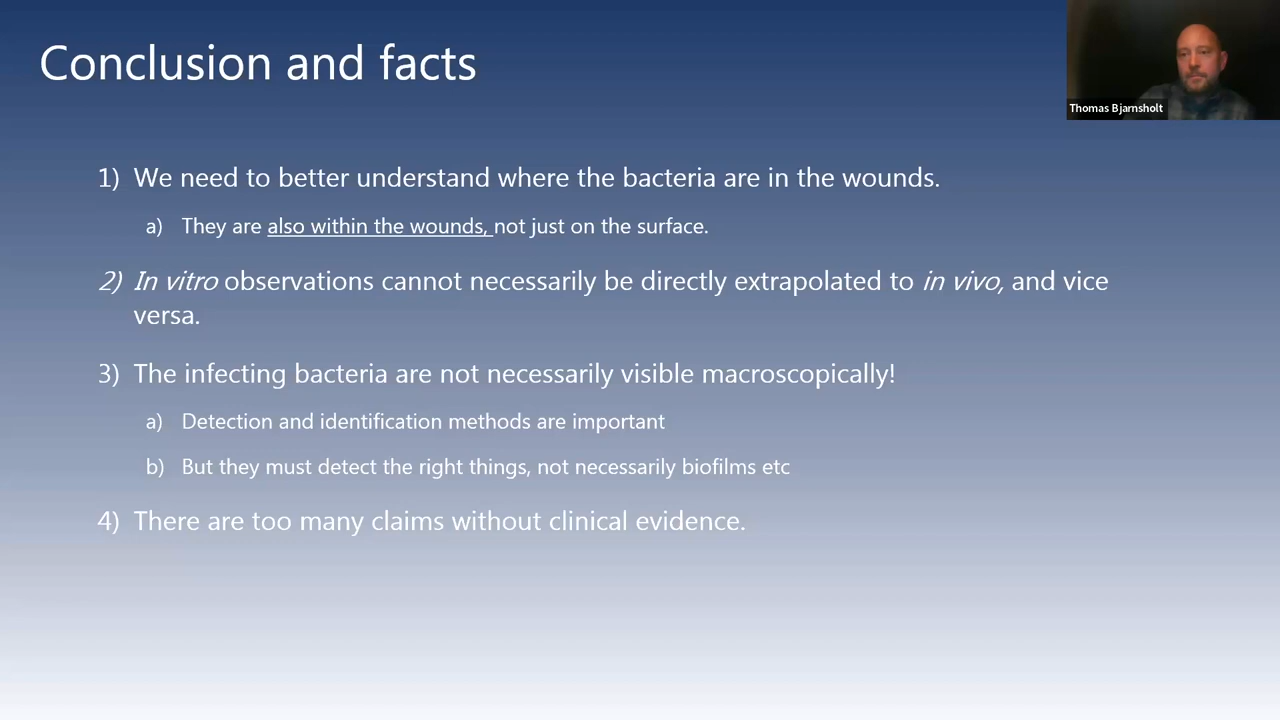 Conclusion and facts
Thomas Bjarnsholt
1) We need to better understand where the bacteria are in the wounds.
a) They are also within the wounds, not just on the surface.
2) In vitro observations cannot necessarily be directly extrapolated to in vivo, and vice
versa.
3) The infecting bacteria are not necessarily visible macroscopically!
a) Detection and identification methods are important
b) But they must detect the right things, not necessarily biofilms etc
4) There are too many claims without clinical evidence.